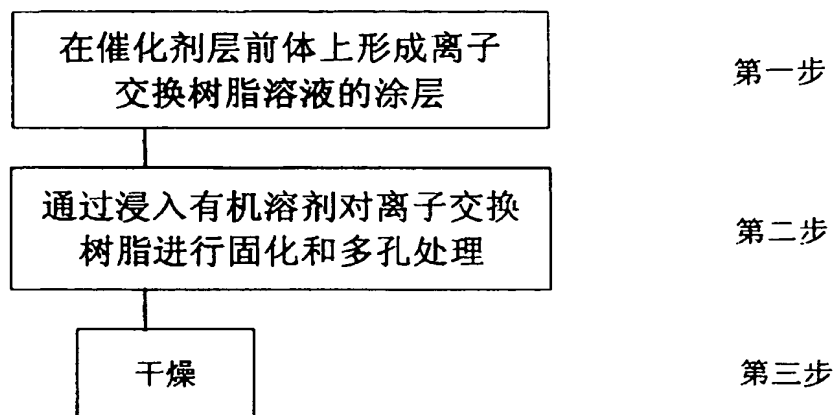 在催化剂层前体上形成离子
交换树脂溶液的涂层
第一步
通过浸入有机溶剂对离子交换
树脂进行固化和多孔处理
第二步
干燥
第三步